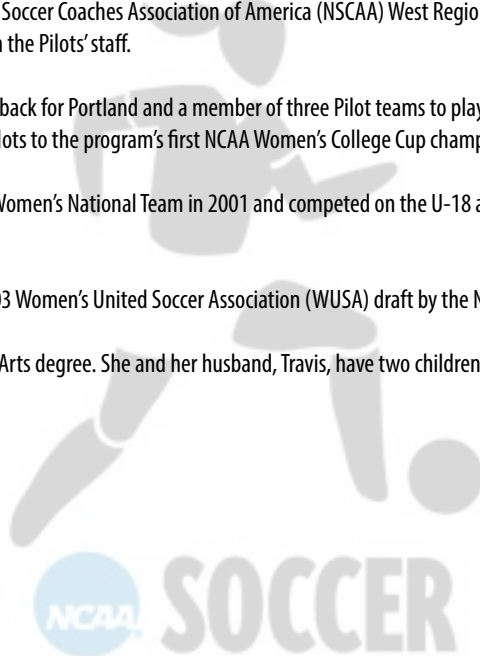 Soccer Coaches Association of America (NSCAA) West Regio
the Pilots’ staff.
back for Portland and a member of three Pilot teams to play
lots to the program’s first NCAA Women’s College Cup champ
Women’s National Team in 2001 and competed on the U-18 a
03 Women’s United Soccer Association (WUSA) draft by the N
Arts degree. She and her husband, Travis, have two children
NCAA
SOCCER